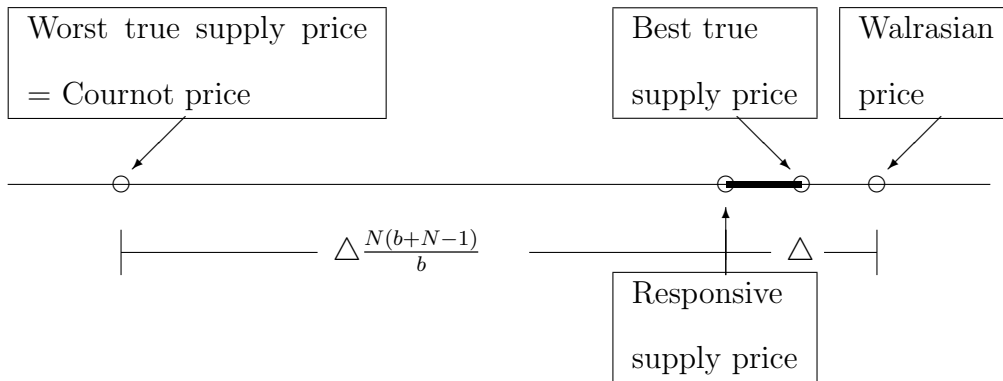 Worst true supply price
= Cournot price
Best true
supply price
Walrasian
price
△ N(b+N−1)/b
△
Responsive
supply price